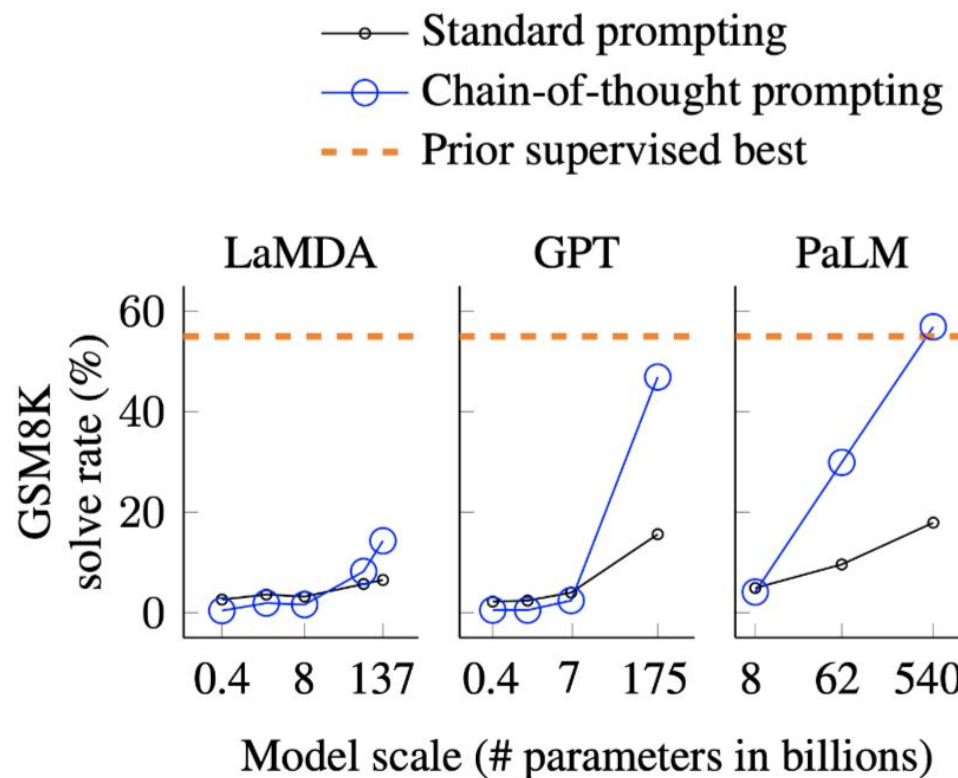 Standard prompting
Chain-of-thought prompting
Prior supervised best
LaMDA GPT PaLM
60
40
20
0
GSM8K
solve rate (%)
0.4 8 137 0.4 7 175 8 62 540
Model scale (# parameters in billions)